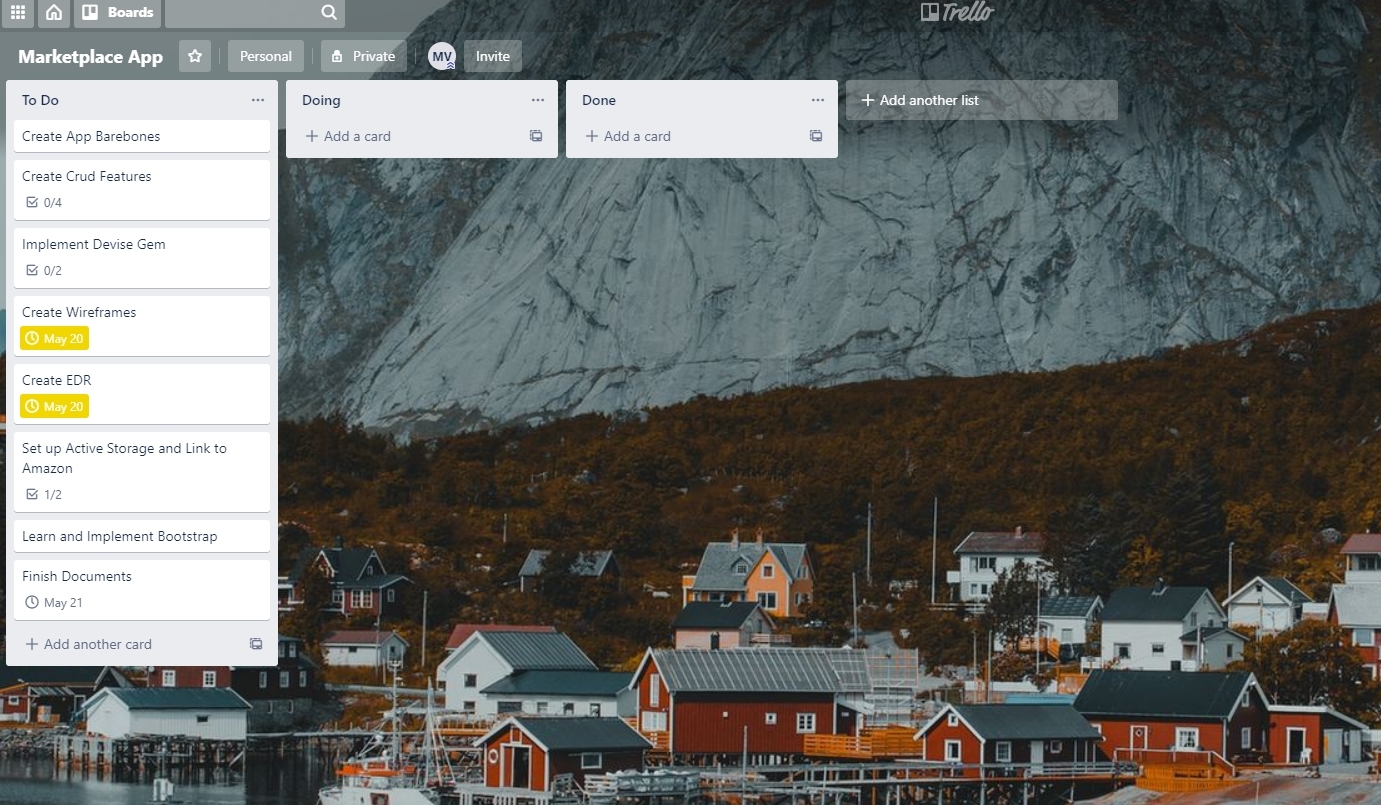 Boards
Trello
Marketplace App
Personal
Private
MV
Invite
To Do
Create App Barebones
Create Crud Features
0/4
Implement Devise Gem
0/2
Create Wireframes
May 20
Create EDR
May 20
Set up Active Storage and Link to
Amazon
1/2
Learn and Implement Bootstrap
Finish Documents
May 21
+ Add another card
Doing
+ Add a card
Done
+ Add a card
+ Add another list